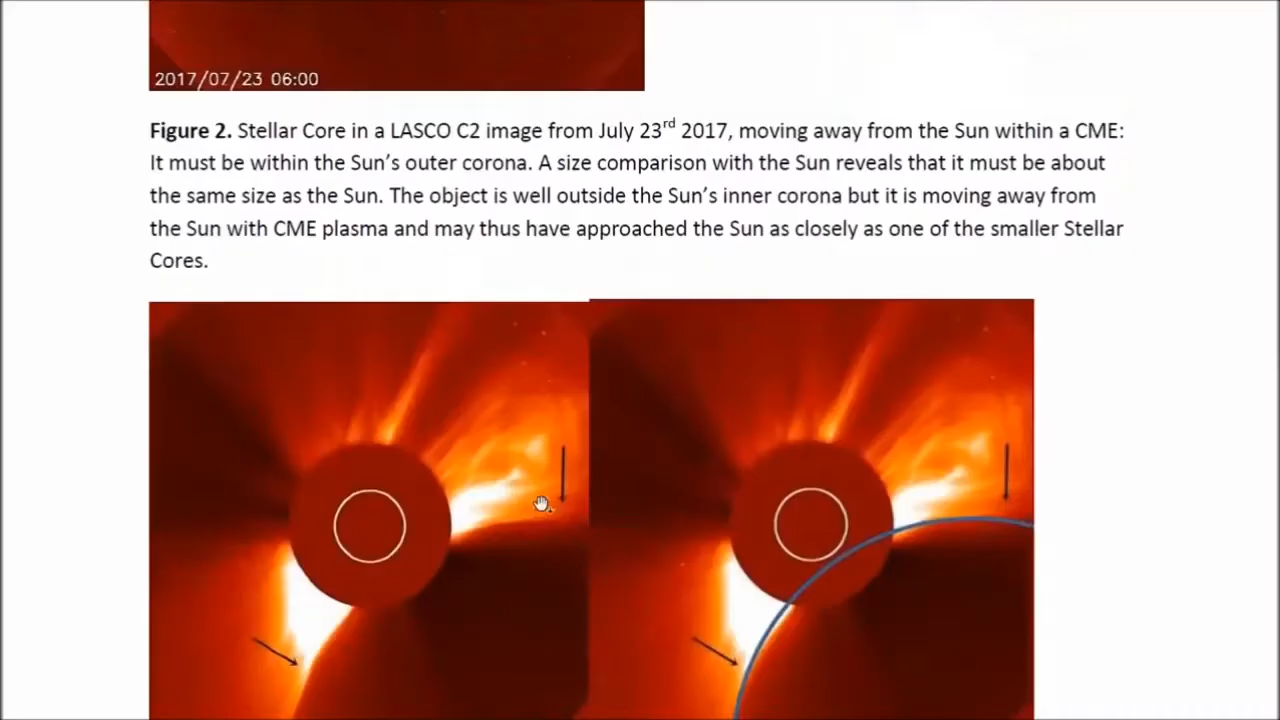 2017/07/23 06:00
Figure 2. Stellar Core in a LASCO C2 image from July 23rd 2017, moving away from the Sun within a CME:
It must be within the Sun's outer corona. A size comparison with the Sun reveals that it must be about
the same size as the Sun. The object is well outside the Sun's inner corona but it is moving away from
the Sun with CME plasma and may thus have approached the Sun as closely as one of the smaller Stellar
Cores.